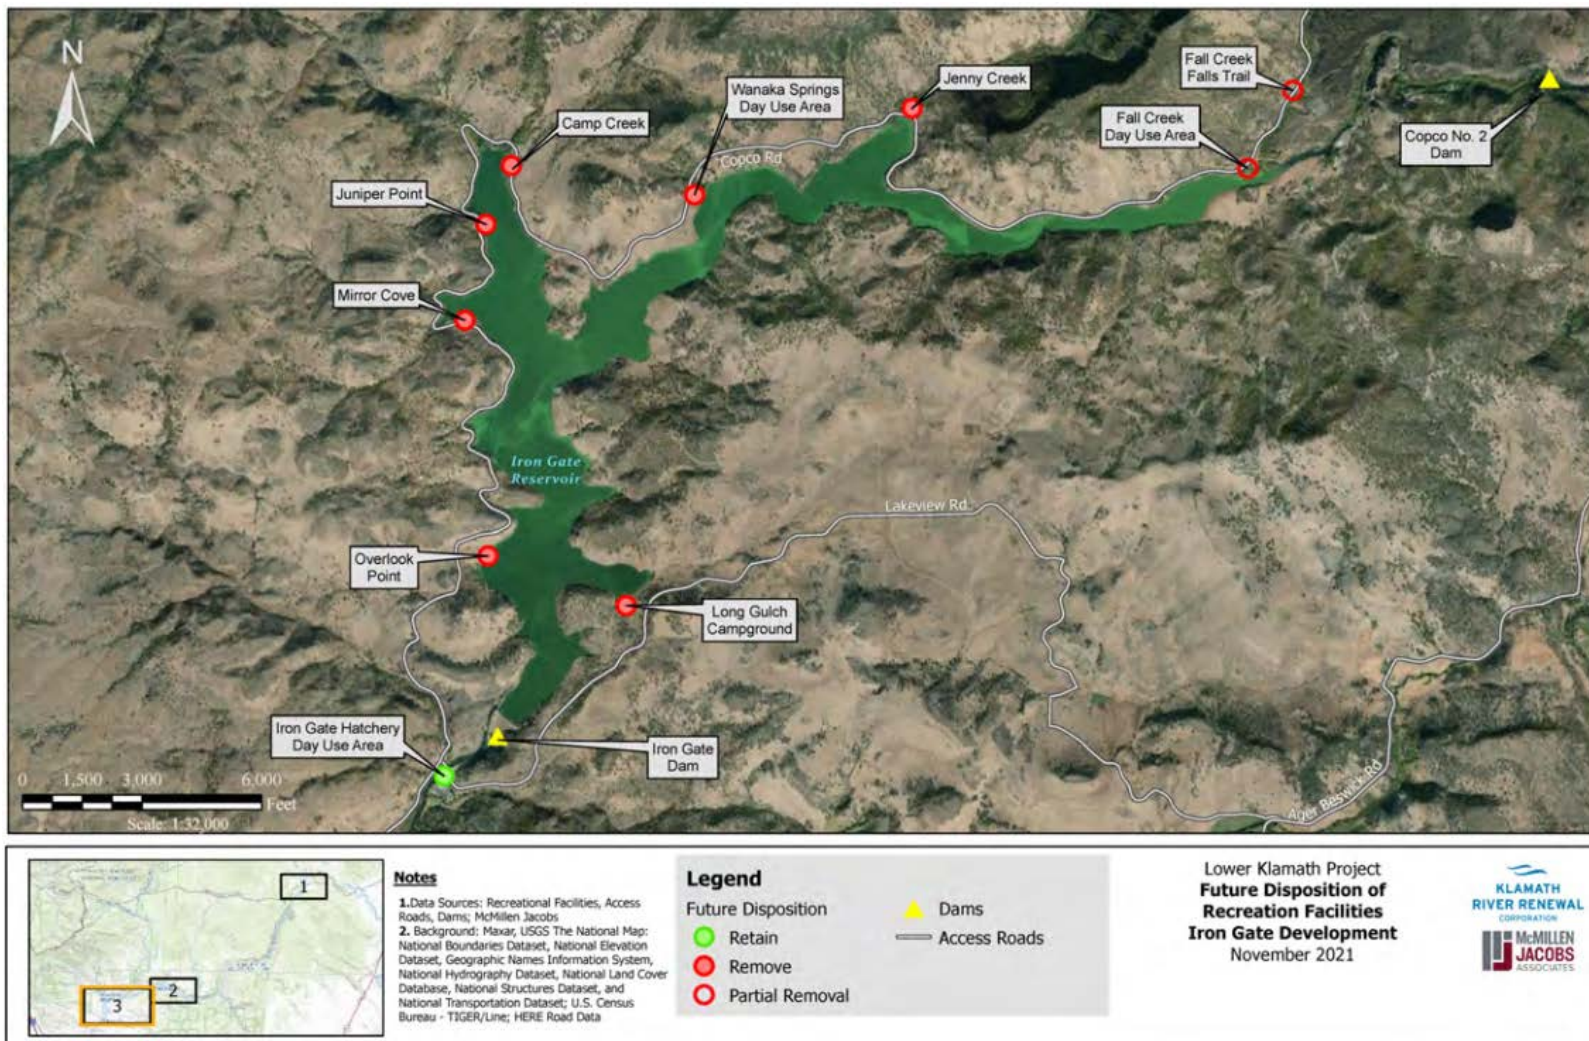 N
Camp Creek
Wanaka Springs
Day Use Area
Jenny Creek
Fall Creek
Falls Trail
Fall Creek
Day Use Area
Copco No. 2
Dam
Copco Rd
Juniper Point
Mirror Cove
Iron Gate
Reservoir
Lakeview Rd.
Overlook
Point
Long Gulch
Campground
Iron Gate Hatchery
Day Use Area
Iron Gate
Dam
Ager Beswick Rd
0 1,500 3,000 6,000
Feet
Scale: 1:32,000
1
2
3
Notes
1.Data Sources: Recreational Facilities, Access
Roads, Dams; McMillen Jacobs
2. Background: Maxar, USGS The National Map:
National Boundaries Dataset, National Elevation
Dataset, Geographic Names Information System,
National Hydrography Dataset, National Land Cover
Database, National Structures Dataset, and
National Transportation Dataset; U.S. Census
Bureau - TIGER/Line; HERE Road Data
Legend
Future Disposition
Retain
Remove
Partial Removal
Dams
Access Roads
Lower Klamath Project
Future Disposition of
Recreation Facilities
Iron Gate Development
November 2021
KLAMATH
RIVER RENEWAL
CORPORATION
McMILLEN
JACOBS
ASSOCIATES